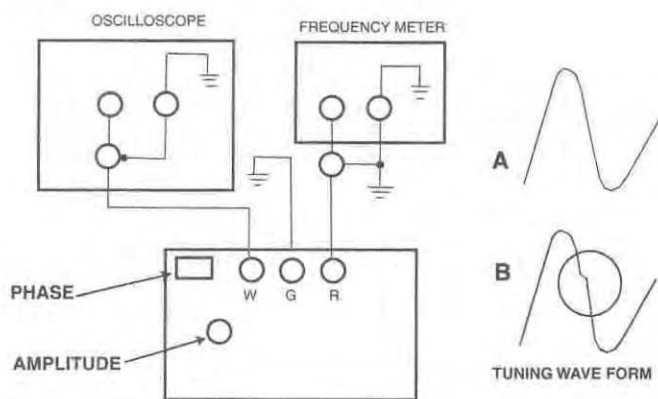 OSCILLOSCOPE
FREQUENCY METER
A
B
PHASE
W G R
AMPLITUDE
TUNING WAVE FORM